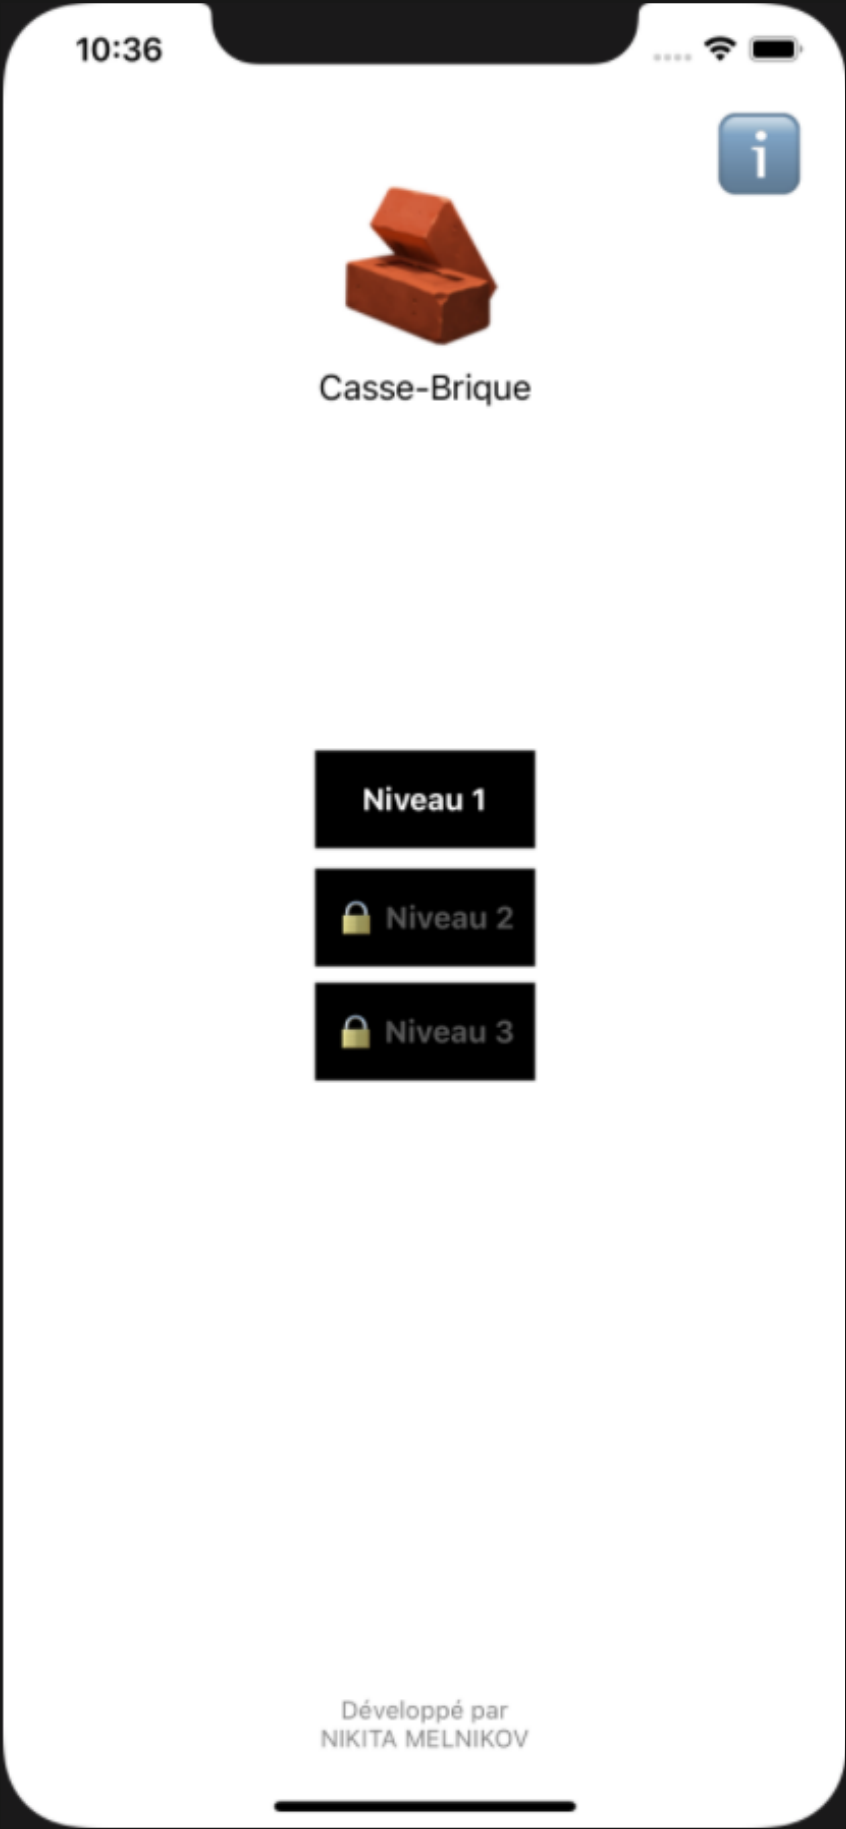 10:36
i
Casse-Brique
Niveau 1
🔒 Niveau 2
🔒 Niveau 3
Développé par
NIKITA MELNIKOV